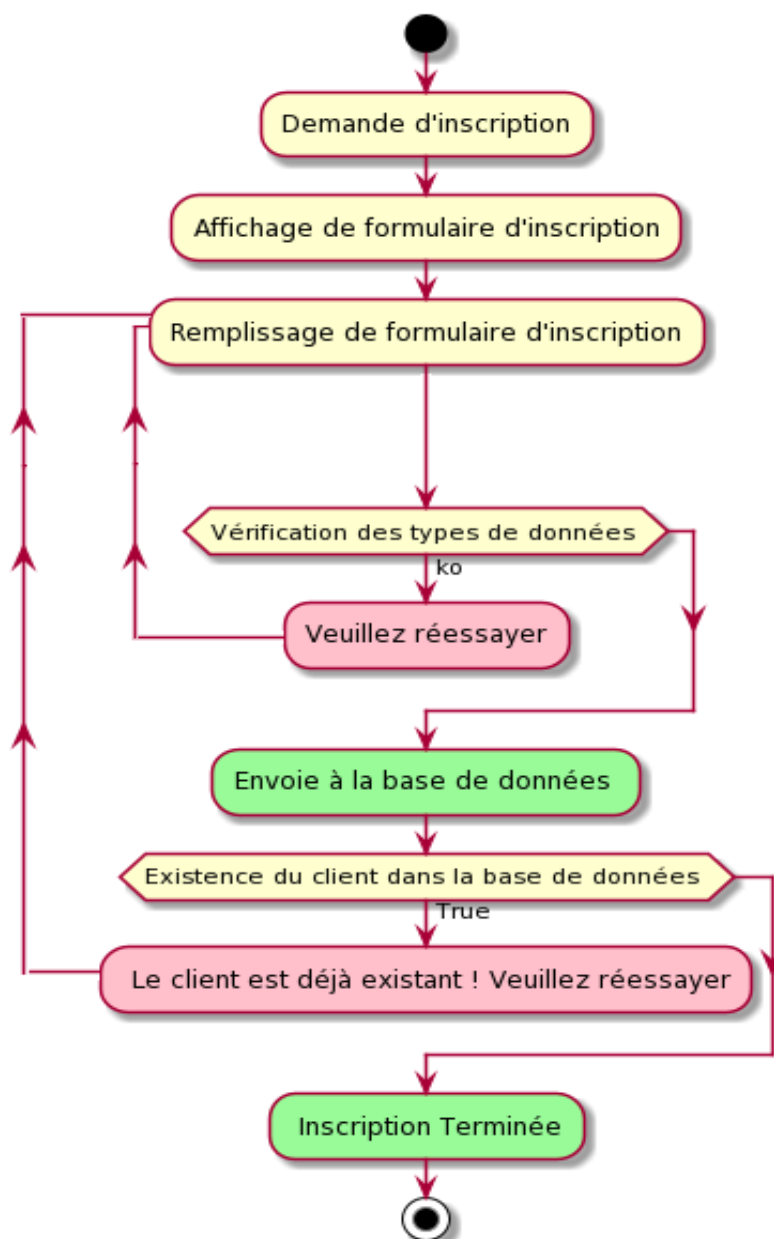 Demande d'inscription
Affichage de formulaire d'inscription
Remplissage de formulaire d'inscription
Vérification des types de données
ko
Veuillez réessayer
Envoie à la base de données
Existence du client dans la base de données
True
Le client est déjà existant ! Veuillez réessayer
Inscription Terminée